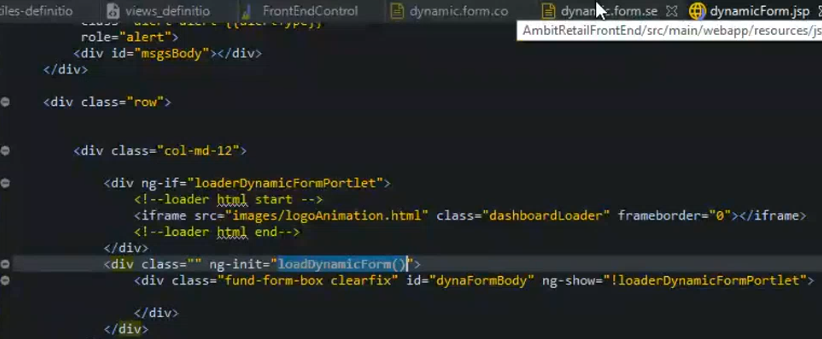 tiles-definitio views_definitio FrontEndControl dynamic.form.co dynamic.form.se dynamicForm.jsp
AmbitRetailFrontEnd/src/main/webapp/resources/js
class="alert alert-{{alertType}}"
role="alert">
<div id="msgsBody"></div>
</div>
<div class="row">
<div class="col-md-12">
<div ng-if="loaderDynamicFormPortlet">
<!--loader html start -->
<iframe src="images/logoAnimation.html" class="dashboardLoader" frameborder="0"></iframe>
<!--loader html end-->
</div>
<div class="" ng-init="loadDynamicForm()">
<div class="fund-form-box clearfix" id="dynaFormBody" ng-show="!loaderDynamicFormPortlet">
</div>
</div>